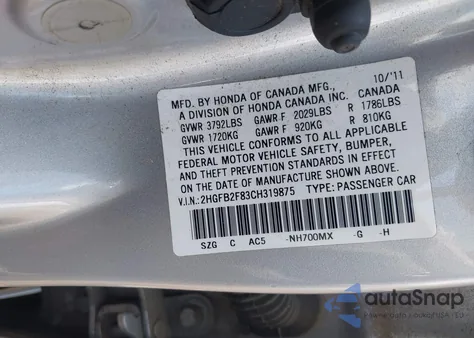 MFD. BY HONDA OF CANADA MFG., 10/'11
A DIVISION OF HONDA CANADA INC. CANADA
GVWR 3792LBS GAWR F 2029LBS R 1786LBS
GVWR 1720KG GAWR F 920KG R 810KG
THIS VEHICLE CONFORMS TO ALL APPLICABLE
FEDERAL MOTOR VEHICLE SAFETY, BUMPER,
AND THEFT PREVENTION STANDARDS IN EFFECT
ON THE DATE OF MANUFACTURE SHOWN ABOVE.
V.I.N.: 2HGFB2F83CH319875 TYPE: PASSENGER CAR
SZG C AC5 -NH700MX -G -H
autoSnap